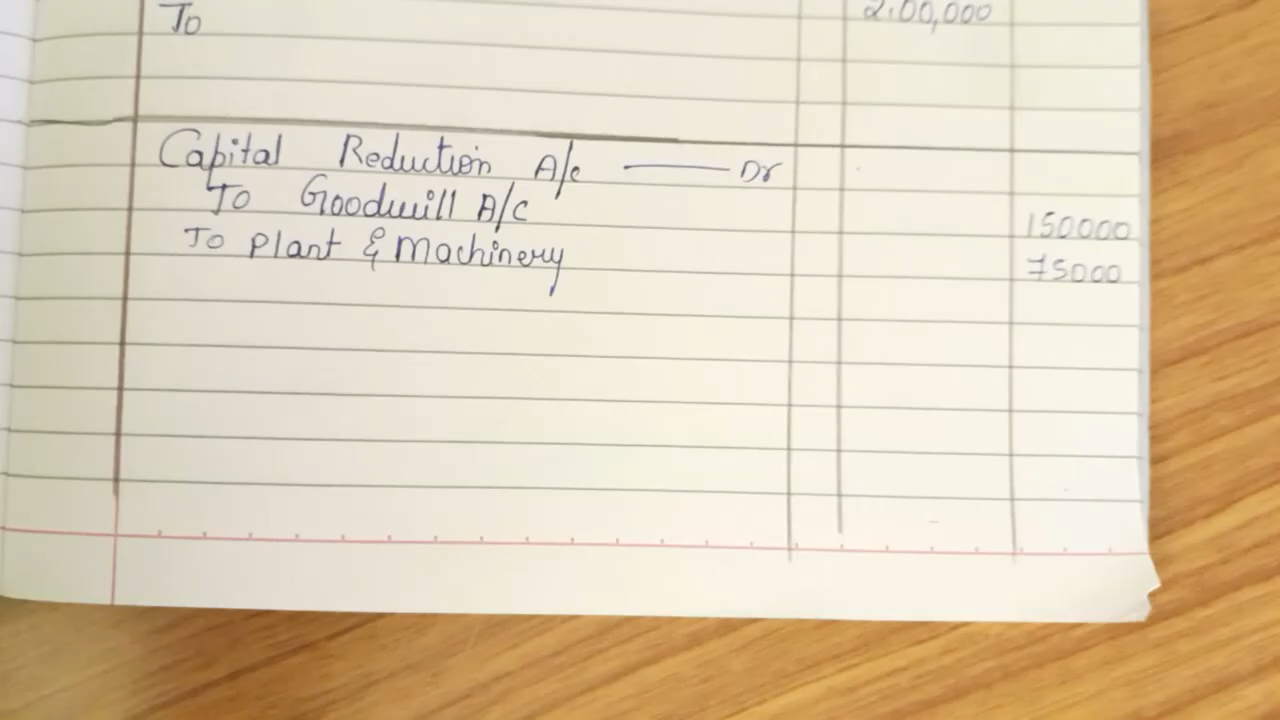 To 2,00,000
Capital Reduction A/c —— Dr
To Goodwill A/c 150000
To Plant & Machinery 75000